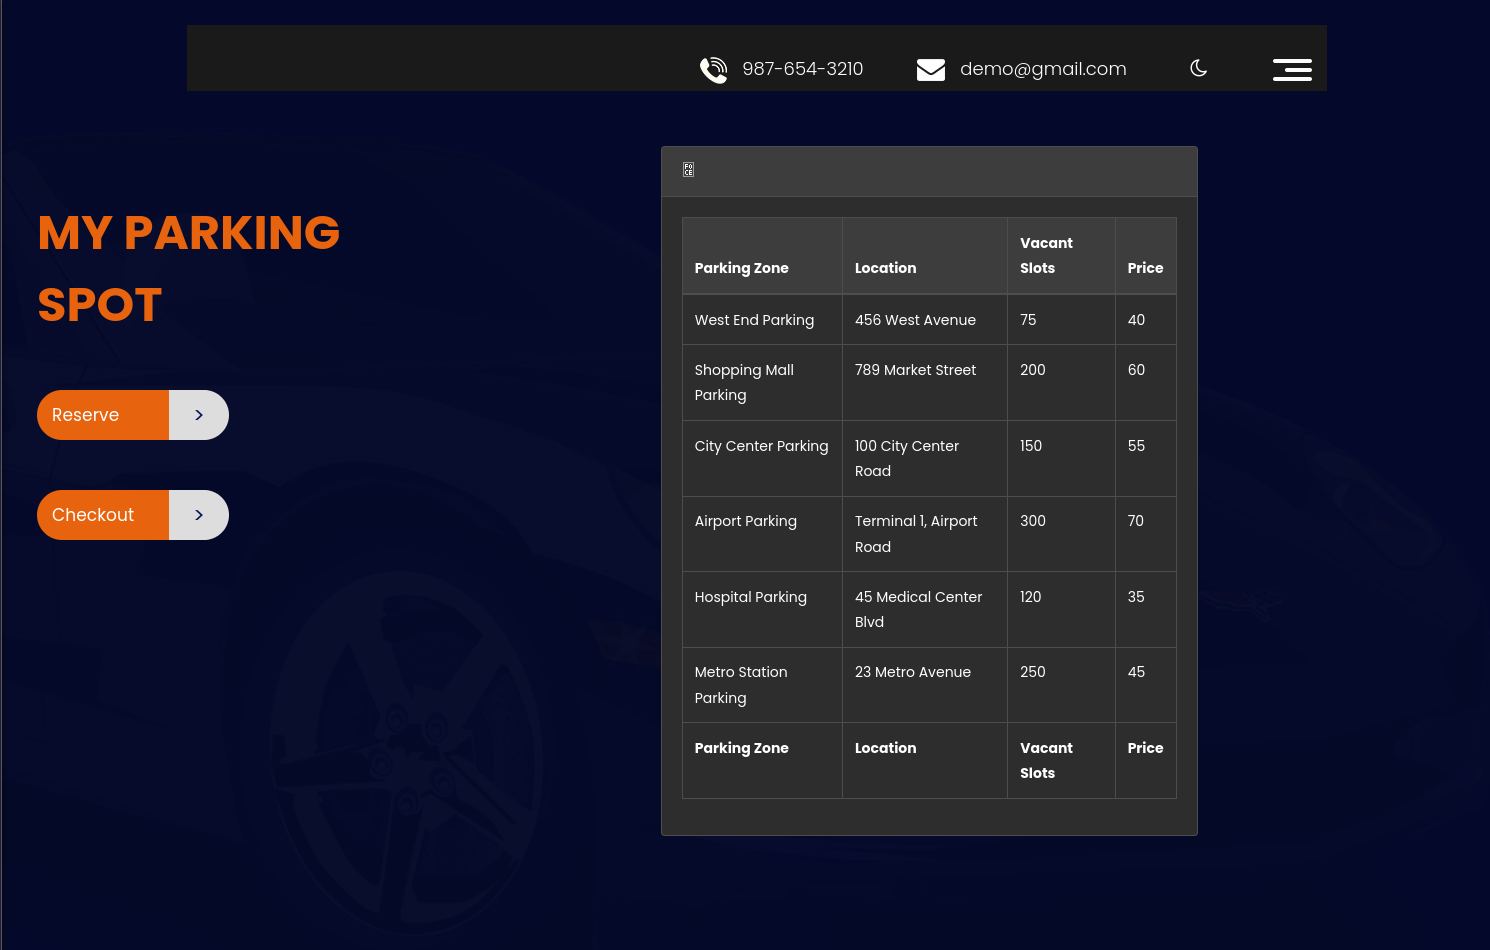 987-654-3210 demo@gmail.com
MY PARKING
SPOT
Reserve >
Checkout >
Parking Zone Location Vacant Slots Price
West End Parking 456 West Avenue 75 40
Shopping Mall Parking 789 Market Street 200 60
City Center Parking 100 City Center Road 150 55
Airport Parking Terminal 1, Airport Road 300 70
Hospital Parking 45 Medical Center Blvd 120 35
Metro Station Parking 23 Metro Avenue 250 45
Parking Zone Location Vacant Slots Price